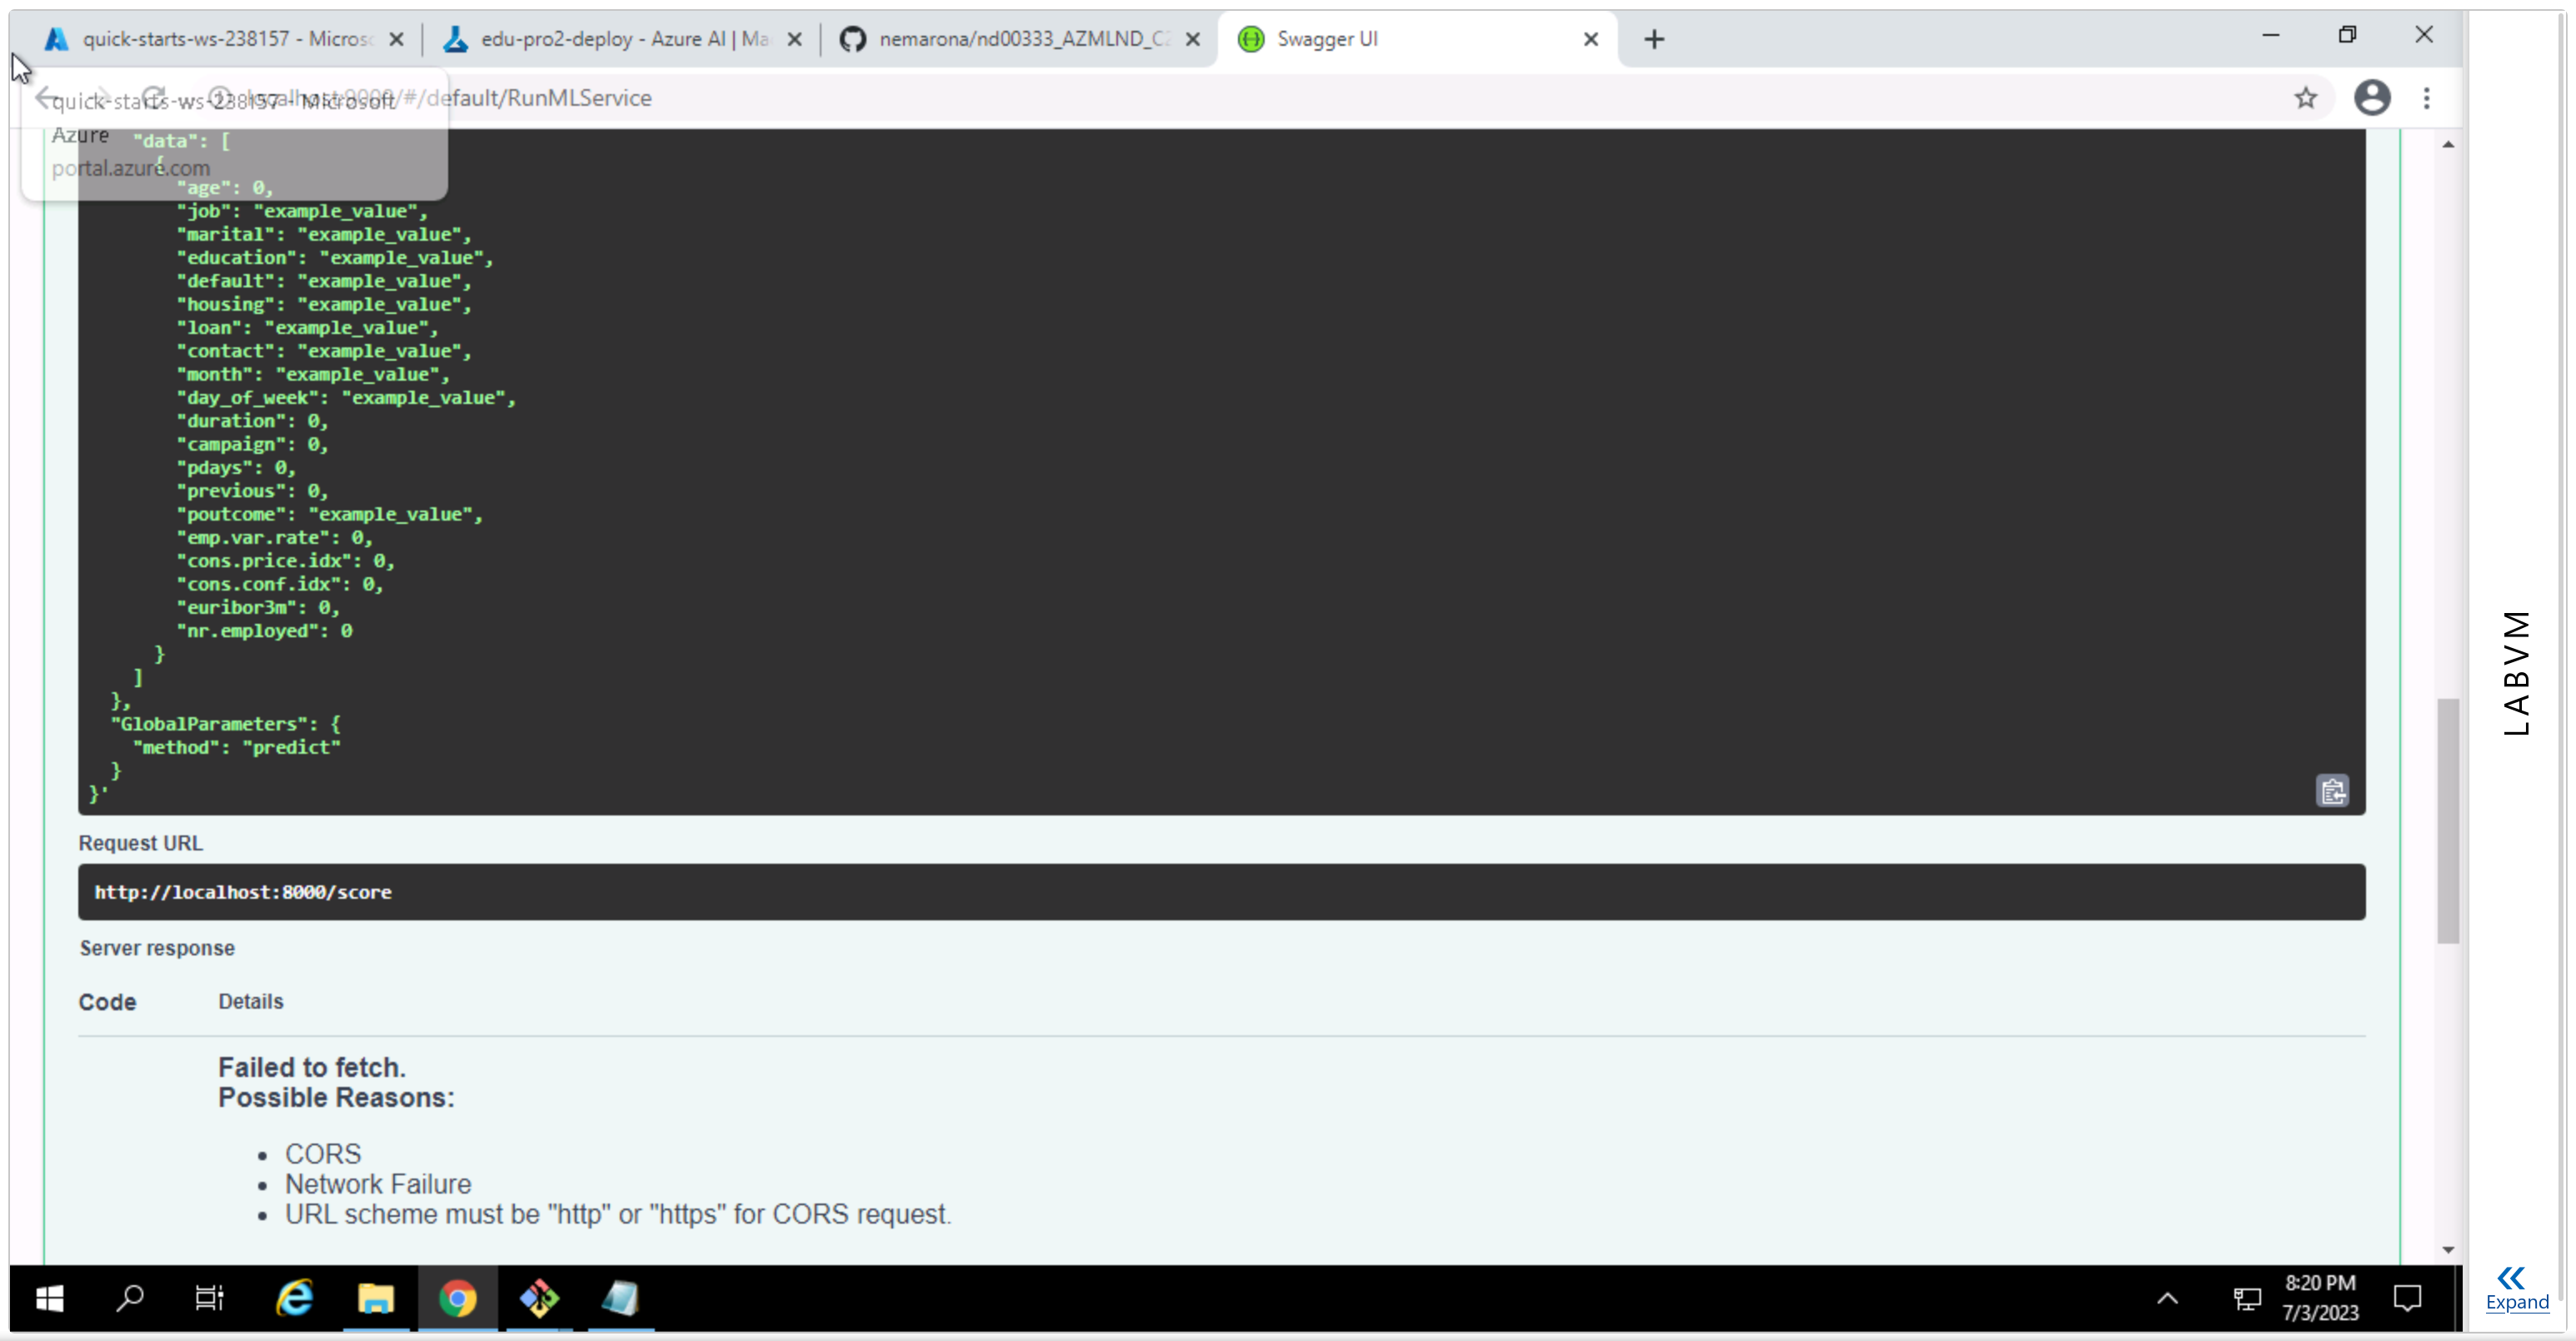 quick-starts-ws-238157 - Micros
edu-pro2-deploy - Azure AI | Ma
nemarona/nd00333_AZMLND_C2
Swagger UI
/#/default/RunMLService
quick-starts-ws-238157 - Microsoft
Azure
portal.azure.com
"data": [
{
"age": 0,
"job": "example_value",
"marital": "example_value",
"education": "example_value",
"default": "example_value",
"housing": "example_value",
"loan": "example_value",
"contact": "example_value",
"month": "example_value",
"day_of_week": "example_value",
"duration": 0,
"campaign": 0,
"pdays": 0,
"previous": 0,
"poutcome": "example_value",
"emp.var.rate": 0,
"cons.price.idx": 0,
"cons.conf.idx": 0,
"euribor3m": 0,
"nr.employed": 0
}
]
},
"GlobalParameters": {
"method": "predict"
}
}'
Request URL
http://localhost:8000/score
Server response
Code Details
Failed to fetch.
Possible Reasons:
• CORS
• Network Failure
• URL scheme must be "http" or "https" for CORS request.
8:20 PM
7/3/2023
LABVM
Expand